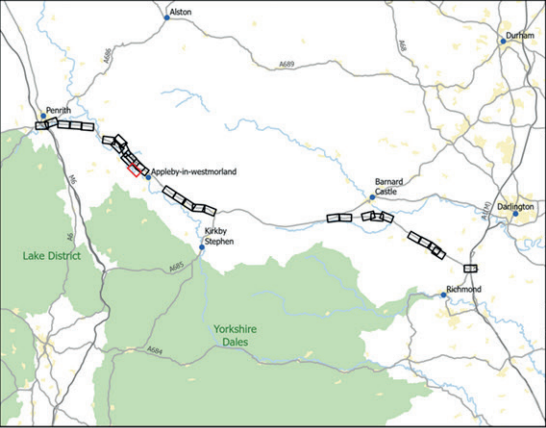 Alston
Durham
A68
A686
A689
Penrith
Appleby-in-westmorland
Barnard
Castle
A1(M)
Darlington
M6
A6
Kirkby
Stephen
Lake District
A685
Richmond
Yorkshire
Dales
A684